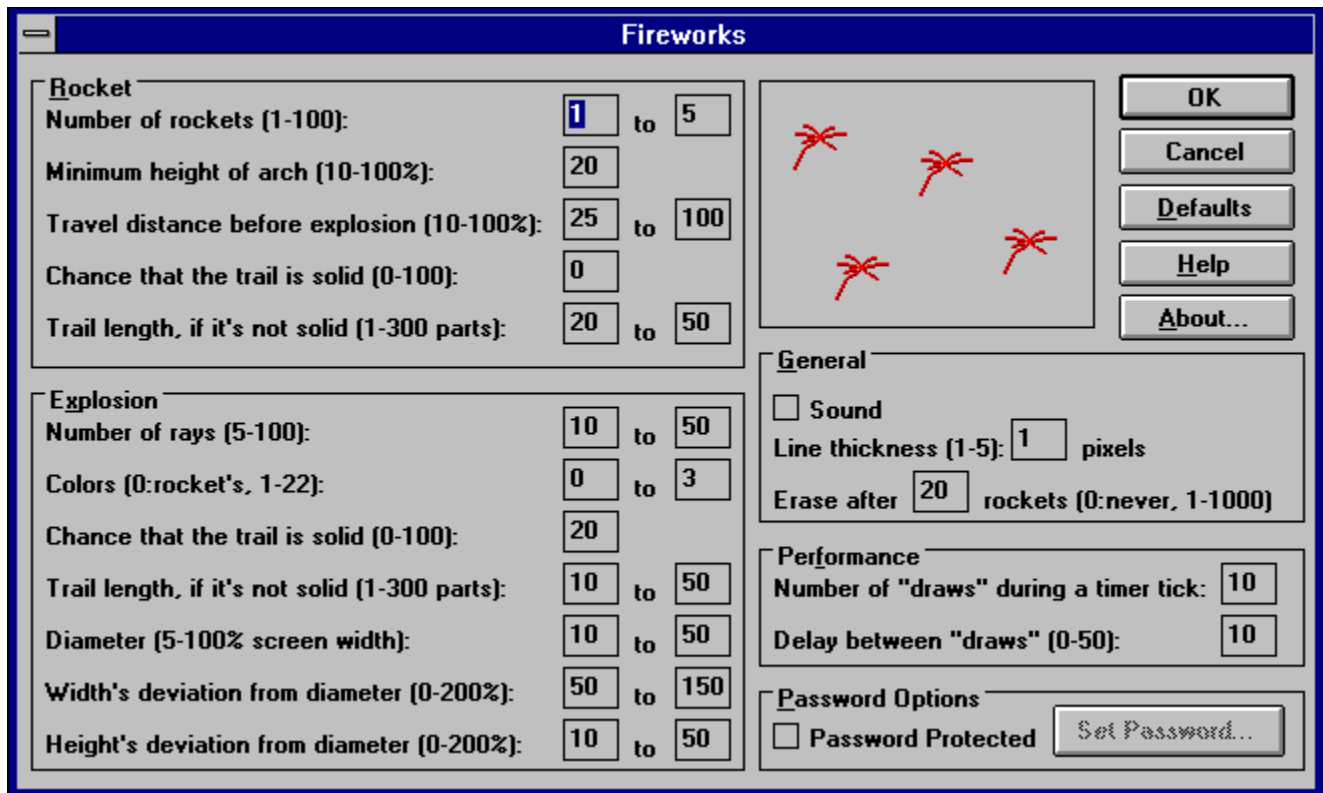 Fireworks
Rocket
Number of rockets (1-100): 1 to 5
Minimum height of arch (10-100%): 20
Travel distance before explosion (10-100%): 25 to 100
Chance that the trail is solid (0-100): 0
Trail length, if it's not solid (1-300 parts): 20 to 50
Explosion
Number of rays (5-100): 10 to 50
Colors (0:rocket's, 1-22): 0 to 3
Chance that the trail is solid (0-100): 20
Trail length, if it's not solid (1-300 parts): 10 to 50
Diameter (5-100% screen width): 10 to 50
Width's deviation from diameter (0-200%): 50 to 150
Height's deviation from diameter (0-200%): 10 to 50
OK
Cancel
Defaults
Help
About...
General
Sound
Line thickness (1-5): 1 pixels
Erase after 20 rockets (0:never, 1-1000)
Performance
Number of "draws" during a timer tick: 10
Delay between "draws" (0-50): 10
Password Options
Password Protected Set Password...